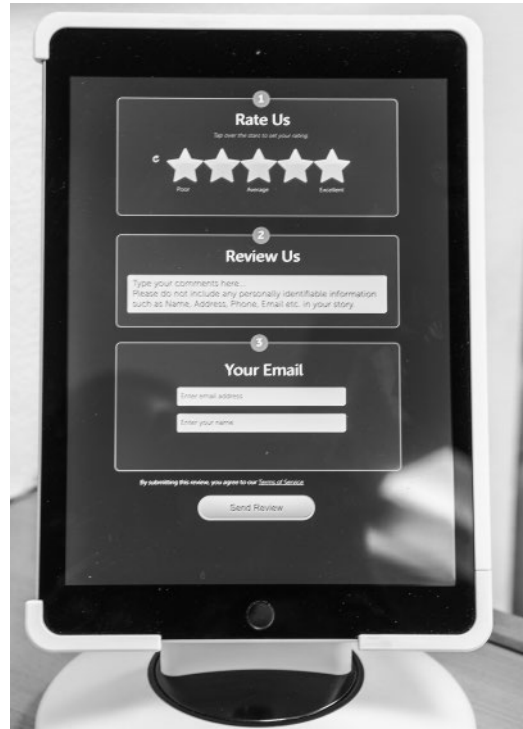 1
Rate Us
Tap over the stars to set your rating.
Poor Average Excellent
2
Review Us
Type your comments here...
Please do not include any personally identifiable information
such as Name, Address, Phone, Email etc. in your story.
3
Your Email
Enter email address
Enter your name
By submitting this review, you agree to our Terms of Service
Send Review